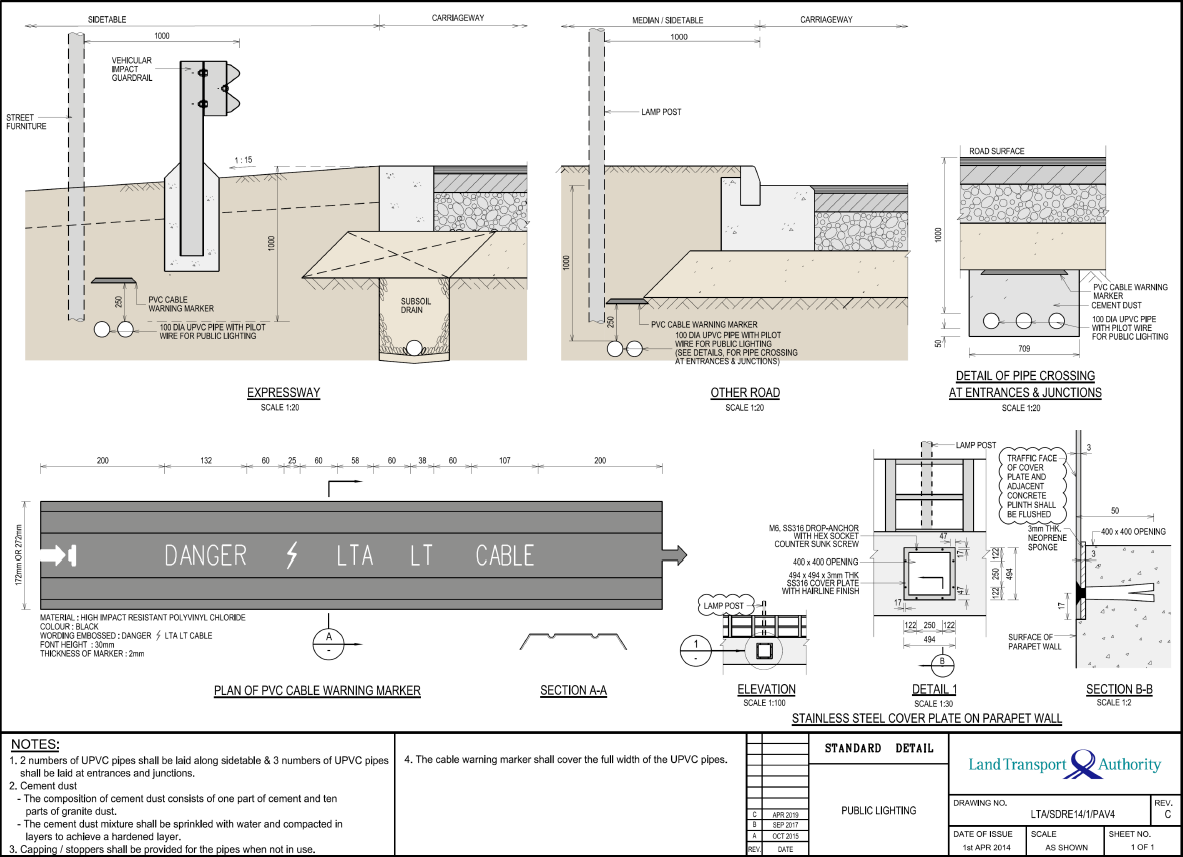 SIDETABLE
CARRIAGEWAY
1000
VEHICULAR
IMPACT
GUARDRAIL
STREET
FURNITURE
1 : 15
1000
250
PVC CABLE
WARNING MARKER
100 DIA UPVC PIPE WITH PILOT
WIRE FOR PUBLIC LIGHTING
SUBSOIL
DRAIN
EXPRESSWAY
SCALE 1:20
MEDIAN / SIDETABLE
CARRIAGEWAY
1000
LAMP POST
1000
250
PVC CABLE WARNING MARKER
100 DIA UPVC PIPE WITH PILOT
WIRE FOR PUBLIC LIGHTING
(SEE DETAILS, FOR PIPE CROSSING
AT ENTRANCES & JUNCTIONS)
OTHER ROAD
SCALE 1:20
ROAD SURFACE
1000
PVC CABLE WARNING
MARKER
CEMENT DUST
100 DIA UPVC PIPE
WITH PILOT WIRE
FOR PUBLIC LIGHTING
50
709
DETAIL OF PIPE CROSSING
AT ENTRANCES & JUNCTIONS
SCALE 1:20
200 132 60 25 60 58 60 38 60 107 200
172mm OR 272mm
DANGER LTA LT CABLE
MATERIAL : HIGH IMPACT RESISTANT POLYVINYL CHLORIDE
COLOUR : BLACK
WORDING EMBOSSED : DANGER LTA LT CABLE
FONT HEIGHT : 30mm
THICKNESS OF MARKER : 2mm
A
-
PLAN OF PVC CABLE WARNING MARKER
SECTION A-A
LAMP POST
1
-
ELEVATION
SCALE 1:100
LAMP POST
M6, SS316 DROP-ANCHOR
WITH HEX SOCKET
COUNTER SUNK SCREW
400 x 400 OPENING
494 x 494 x 3mm THK
SS316 COVER PLATE
WITH HAIRLINE FINISH
47
17
122
250
494
122
47
17
122 250 122
494
B
-
DETAIL 1
SCALE 1:30
TRAFFIC FACE
OF COVER
PLATE AND
ADJACENT
CONCRETE
PLINTH SHALL
BE FLUSHED
3
50
3mm THK.
NEOPRENE
SPONGE
400 x 400 OPENING
3
17
SURFACE OF
PARAPET WALL
SECTION B-B
SCALE 1:2
STAINLESS STEEL COVER PLATE ON PARAPET WALL
NOTES:
1. 2 numbers of UPVC pipes shall be laid along sidetable & 3 numbers of UPVC pipes
shall be laid at entrances and junctions.
2. Cement dust
- The composition of cement dust consists of one part of cement and ten
parts of granite dust.
- The cement dust mixture shall be sprinkled with water and compacted in
layers to achieve a hardened layer.
3. Capping / stoppers shall be provided for the pipes when not in use.
4. The cable warning marker shall cover the full width of the UPVC pipes.
C APR 2019
B SEP 2017
A OCT 2015
REV. DATE
STANDARD DETAIL
PUBLIC LIGHTING
Land Transport Authority
DRAWING NO.
LTA/SDRE14/1/PAV4
REV.
C
DATE OF ISSUE
1st APR 2014
SCALE
AS SHOWN
SHEET NO.
1 OF 1